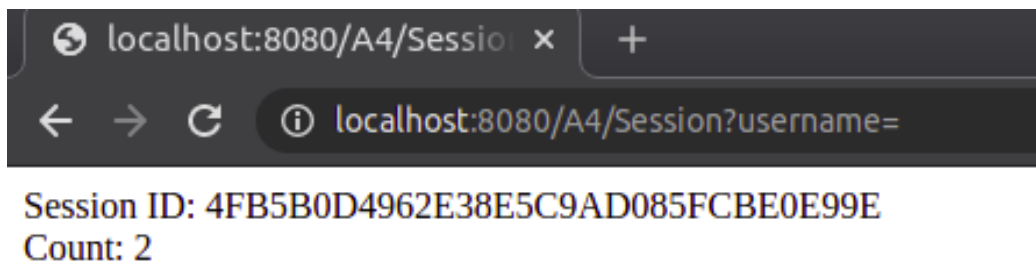 localhost:8080/A4/Sessio
localhost:8080/A4/Session?username=
Session ID: 4FB5B0D4962E38E5C9AD085FCBE0E99E
Count: 2